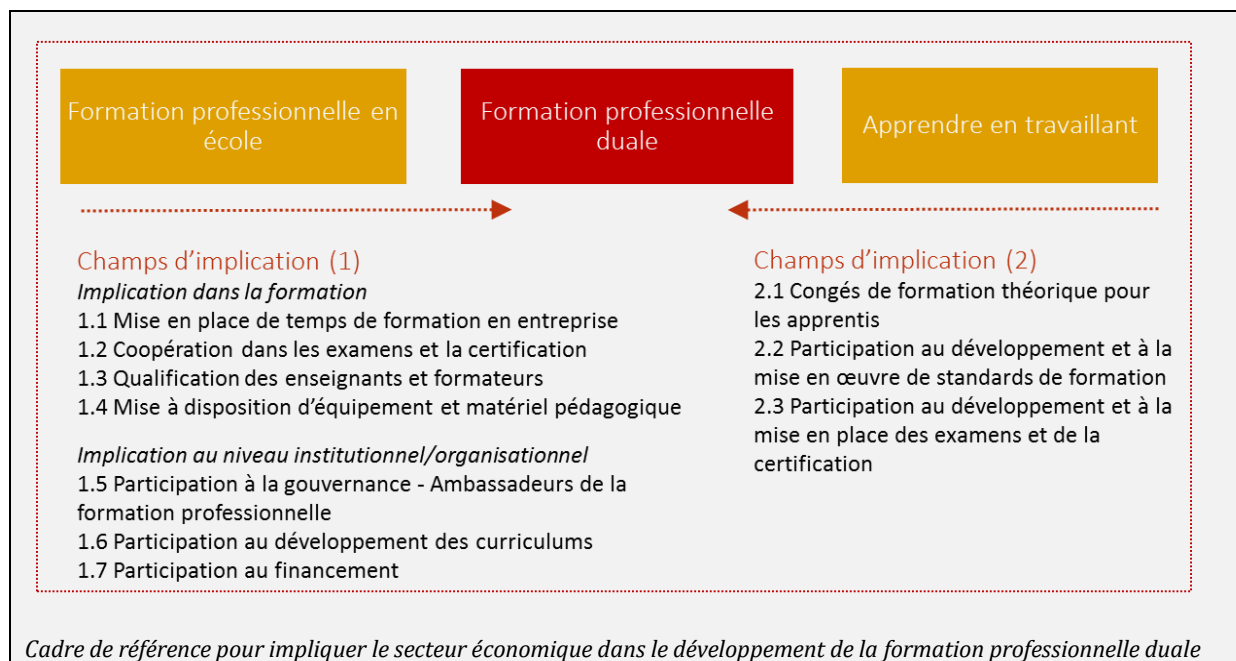 Formation professionnelle en
école
Formation professionnelle
duale
Apprendre en travaillant
Champs d’implication (1)
Implication dans la formation
1.1 Mise en place de temps de formation en entreprise
1.2 Coopération dans les examens et la certification
1.3 Qualification des enseignants et formateurs
1.4 Mise à disposition d’équipement et matériel pédagogique
Implication au niveau institutionnel/organisationnel
1.5 Participation à la gouvernance - Ambassadeurs de la
formation professionnelle
1.6 Participation au développement des curriculums
1.7 Participation au financement
Champs d’implication (2)
2.1 Congés de formation théorique pour
les apprentis
2.2 Participation au développement et à la
mise en œuvre de standards de formation
2.3 Participation au développement et à la
mise en place des examens et de la
certification
Cadre de référence pour impliquer le secteur économique dans le développement de la formation professionnelle duale